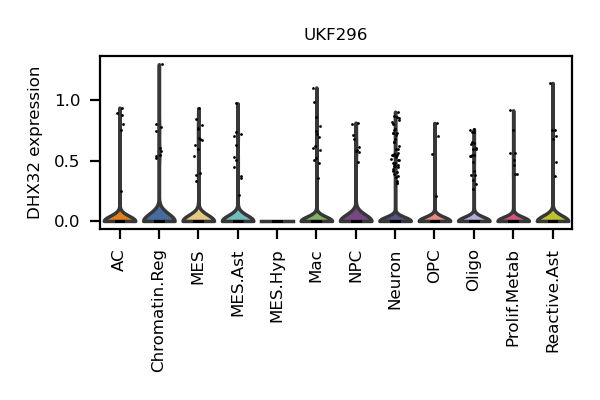 UKF296
DHX32 expression
1.0
0.5
0.0
AC
Chromatin.Reg
MES
MES.Ast
MES.Hyp
Mac
NPC
Neuron
OPC
Oligo
Prolif.Metab
Reactive.Ast